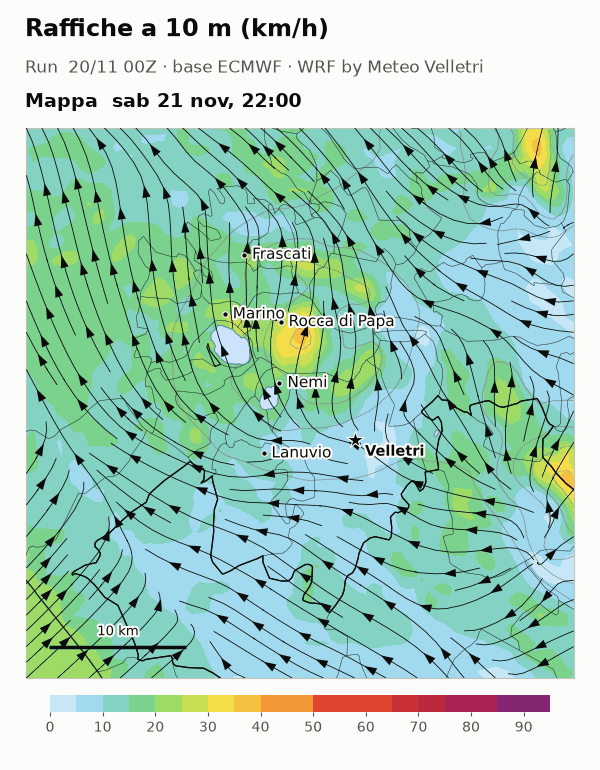 Raffiche a 10 m (km/h)
Run  20/11 00Z · base ECMWF · WRF by Meteo Velletri
Mappa  sab 21 nov, 22:00
Frascati
Marino
Rocca di Papa
Nemi
Velletri
Lanuvio
10 km
0 10 20 30 40 50 60 70 80 90